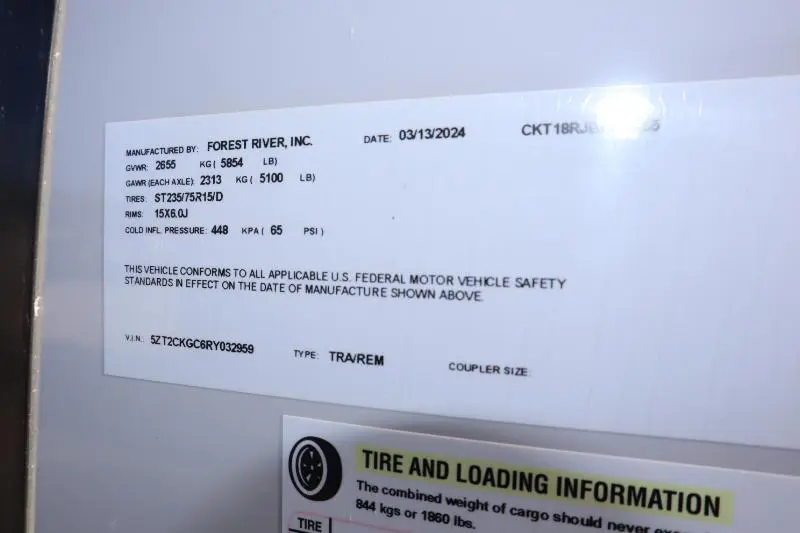 MANUFACTURED BY: FOREST RIVER, INC. DATE: 03/13/2024
GVWR: 2655 KG ( 5854 LB)
GAWR (EACH AXLE): 2313 KG ( 5100 LB)
TIRES: ST235/75R15/D
RIMS: 15X6.0J
COLD INFL. PRESSURE: 448 KPA ( 65 PSI )
THIS VEHICLE CONFORMS TO ALL APPLICABLE U.S. FEDERAL MOTOR VEHICLE SAFETY
STANDARDS IN EFFECT ON THE DATE OF MANUFACTURE SHOWN ABOVE.
V.I.N.: 5ZT2CKGC6RY032959 TYPE: TRA/REM COUPLER SIZE:
TIRE AND LOADING INFORMATION
The combined weight of cargo should never
844 kgs or 1860 lbs.
TIRE